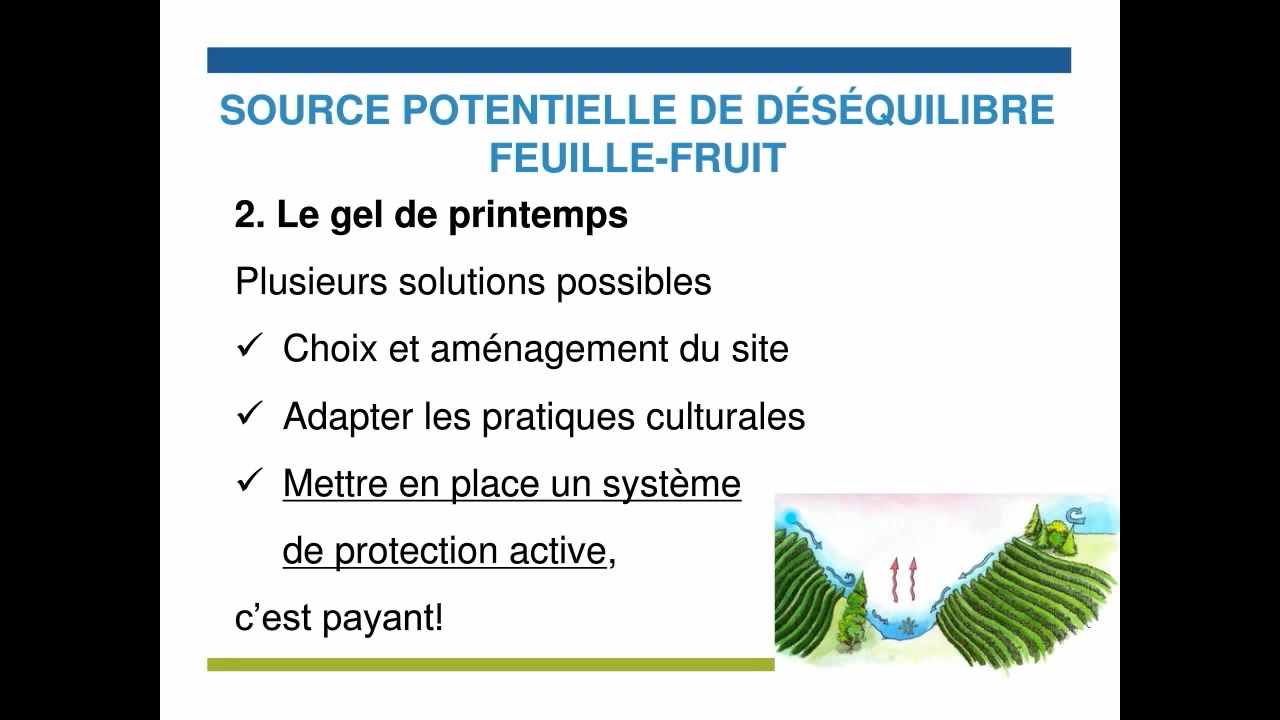 SOURCE POTENTIELLE DE DÉSÉQUILIBRE
FEUILLE-FRUIT
2. Le gel de printemps
Plusieurs solutions possibles
✓ Choix et aménagement du site
✓ Adapter les pratiques culturales
✓ Mettre en place un système
de protection active,
c’est payant!